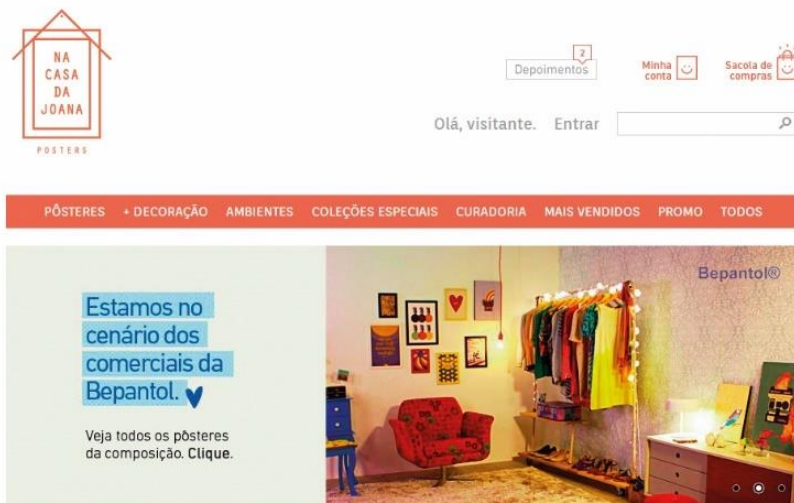 NA
CASA
DA
JOANA
POSTERS
2
Depoimentos
Minha
conta
Sacola de
compras
Olá, visitante. Entrar
PÔSTERES + DECORAÇÃO AMBIENTES COLEÇÕES ESPECIAIS CURADORIA MAIS VENDIDOS PROMO TODOS
Estamos no
cenário dos
comerciais da
Bepantol.
Veja todos os pôsteres
da composição. Clique.
Bepantol®